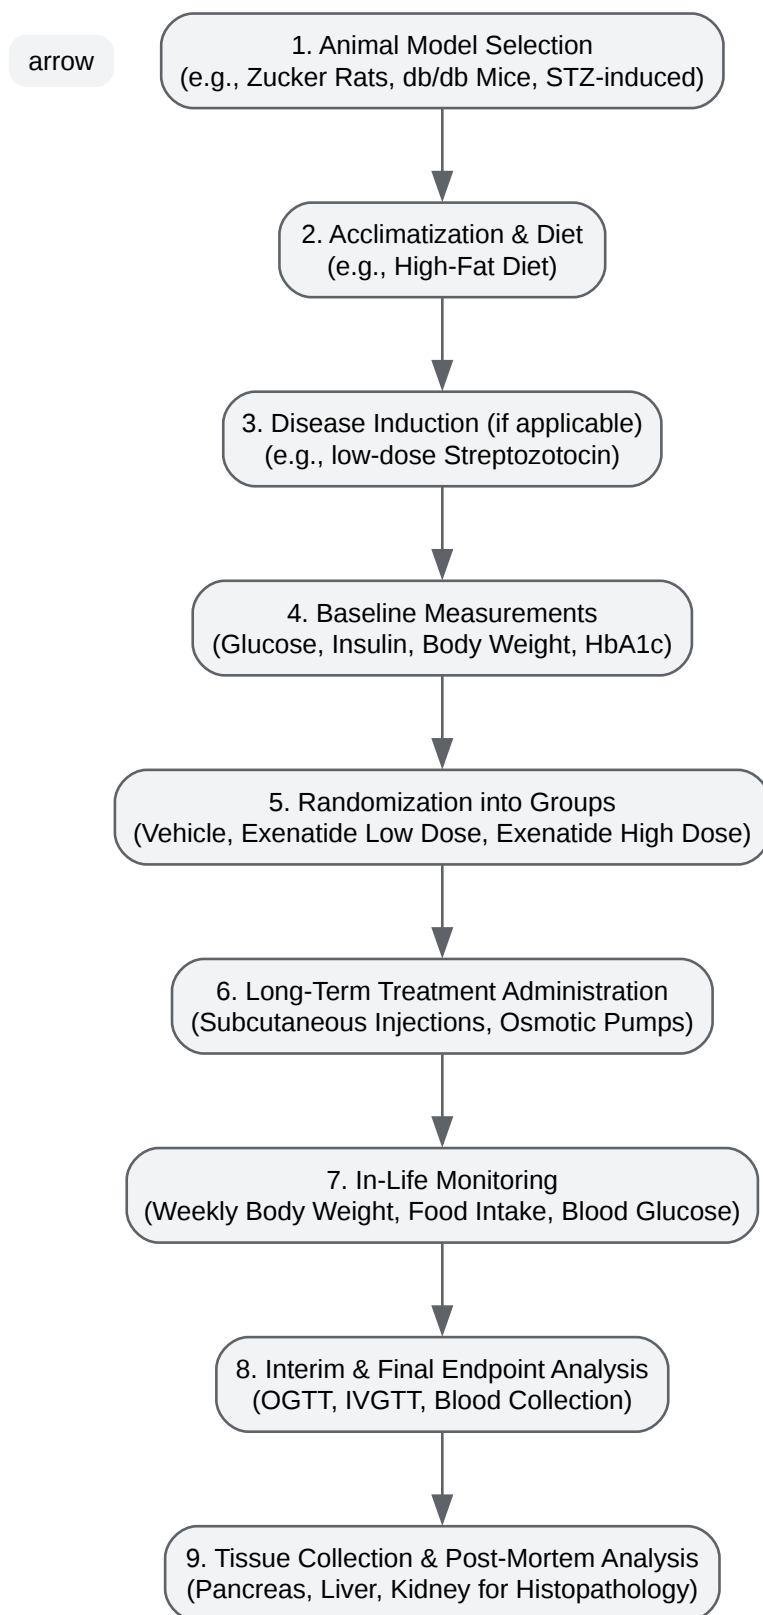 arrow
1. Animal Model Selection
(e.g., Zucker Rats, db/db Mice, STZ-induced)
2. Acclimatization & Diet
(e.g., High-Fat Diet)
3. Disease Induction (if applicable)
(e.g., low-dose Streptozotocin)
4. Baseline Measurements
(Glucose, Insulin, Body Weight, HbA1c)
5. Randomization into Groups
(Vehicle, Exenatide Low Dose, Exenatide High Dose)
6. Long-Term Treatment Administration
(Subcutaneous Injections, Osmotic Pumps)
7. In-Life Monitoring
(Weekly Body Weight, Food Intake, Blood Glucose)
8. Interim & Final Endpoint Analysis
(OGTT, IVGTT, Blood Collection)
9. Tissue Collection & Post-Mortem Analysis
(Pancreas, Liver, Kidney for Histopathology)